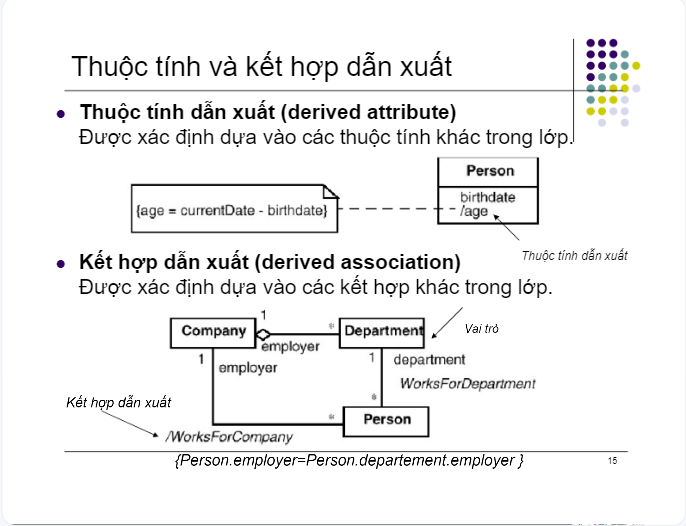 Thuộc tính và kết hợp dẫn xuất
Thuộc tính dẫn xuất (derived attribute)
Được xác định dựa vào các thuộc tính khác trong lớp.
Person
birthdate
/age
{age = currentDate - birthdate}
Thuộc tính dẫn xuất
Kết hợp dẫn xuất (derived association)
Được xác định dựa vào các kết hợp khác trong lớp.
1
*
Company
Department
Vai trò
employer
1
employer
1
department
WorksForDepartment
*
Kết hợp dẫn xuất
*
Person
/WorksForCompany
{Person.employer=Person.departement.employer }
15